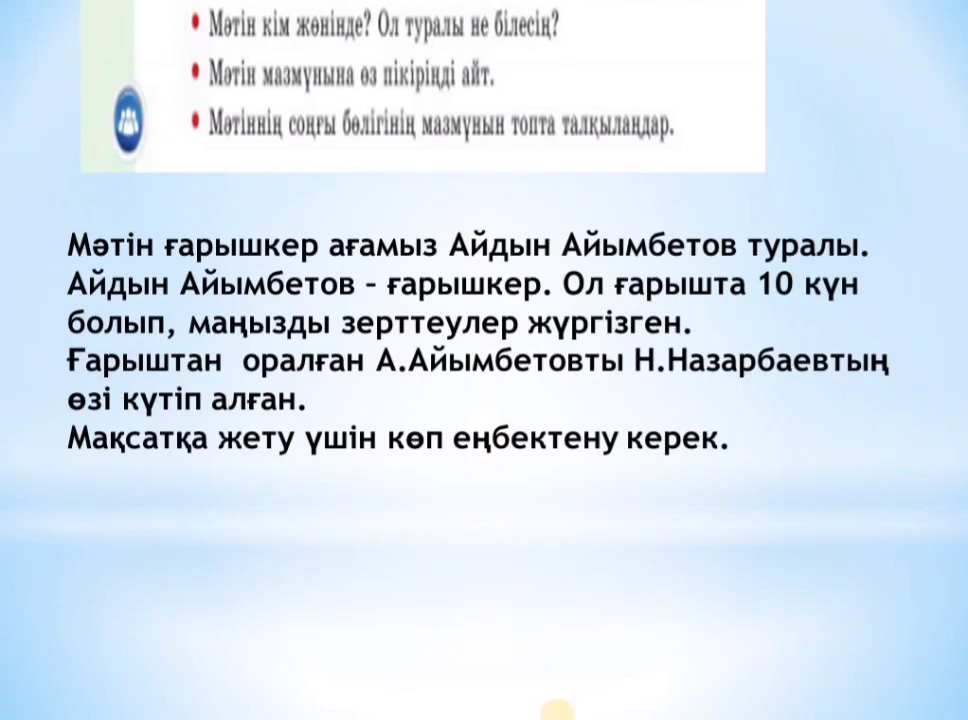 • Мәтін кім жөнінде? Ол туралы не білесің?
• Мәтін мазмұнына өз пікіріңді айт.
• Мәтіннің соңғы бөлігінің мазмұнын топта талқылаңдар.
Мәтін ғарышкер ағамыз Айдын Айымбетов туралы.
Айдын Айымбетов – ғарышкер. Ол ғарышта 10 күн
болып, маңызды зерттеулер жүргізген.
Ғарыштан оралған А.Айымбетовты Н.Назарбаевтың
өзі күтіп алған.
Мақсатқа жету үшін көп еңбектену керек.